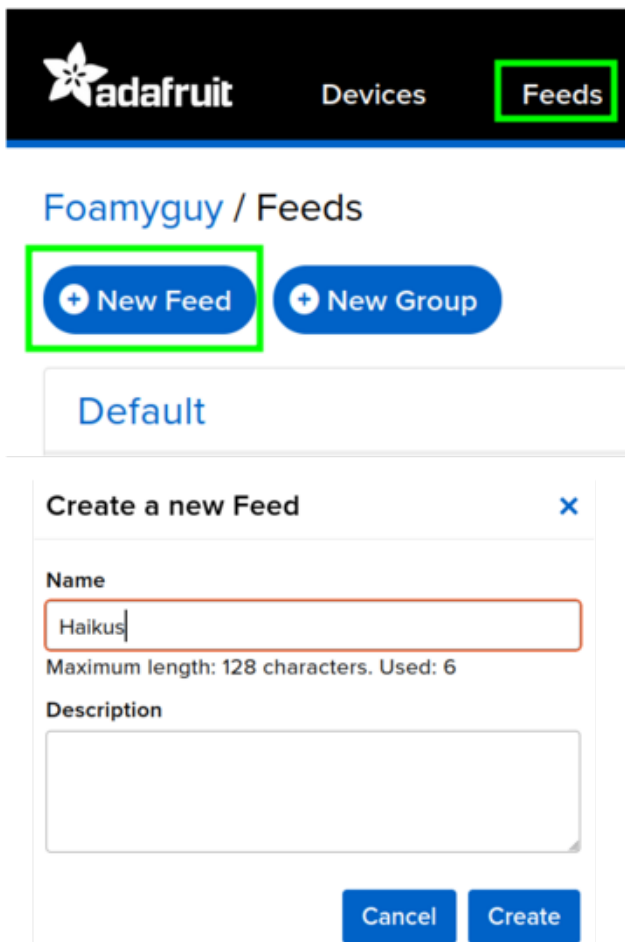 adafruit Devices Feeds
Foamyguy / Feeds
New Feed New Group
Default
Create a new Feed
Name
Haikus
Maximum length: 128 characters. Used: 6
Description
Cancel Create